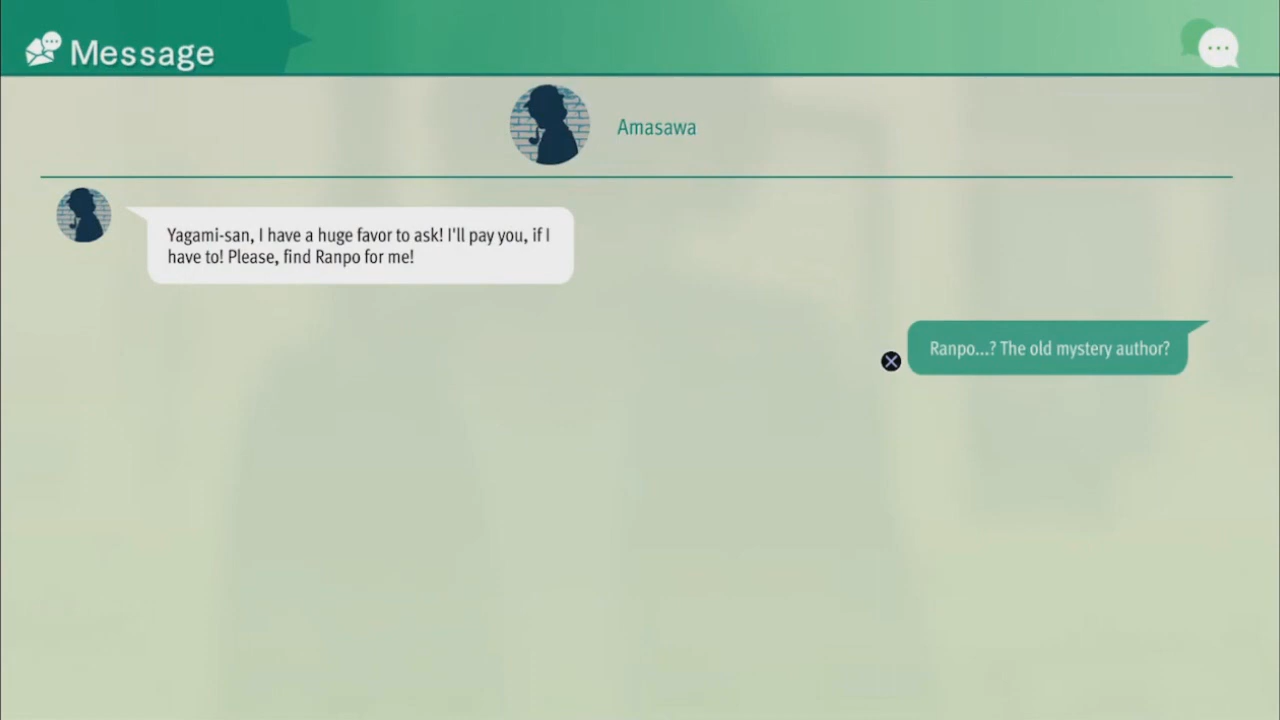 Message
Amasawa
Yagami-san, I have a huge favor to ask! I'll pay you, if I
have to! Please, find Ranpo for me!
Ranpo...? The old mystery author?